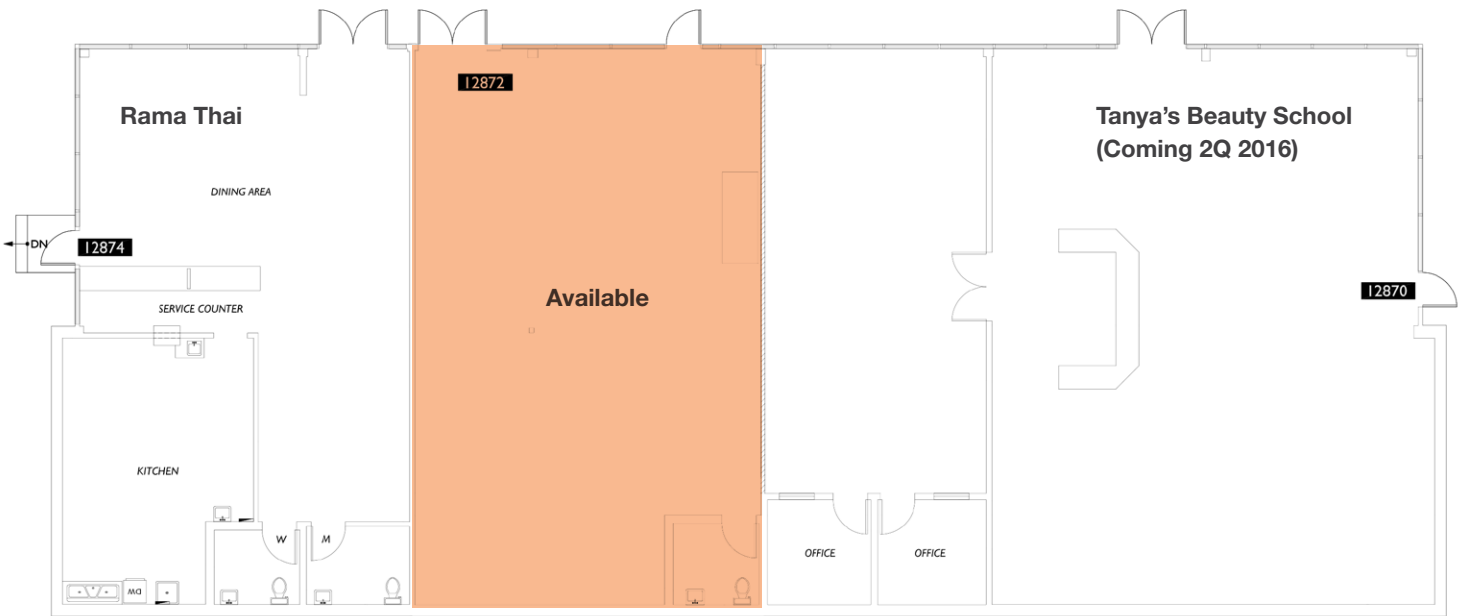 12872
Rama Thai
Tanya's Beauty School
(Coming 2Q 2016)
DINING AREA
DN
12874
Available
12870
SERVICE COUNTER
KITCHEN
W
M
OFFICE
OFFICE
DW